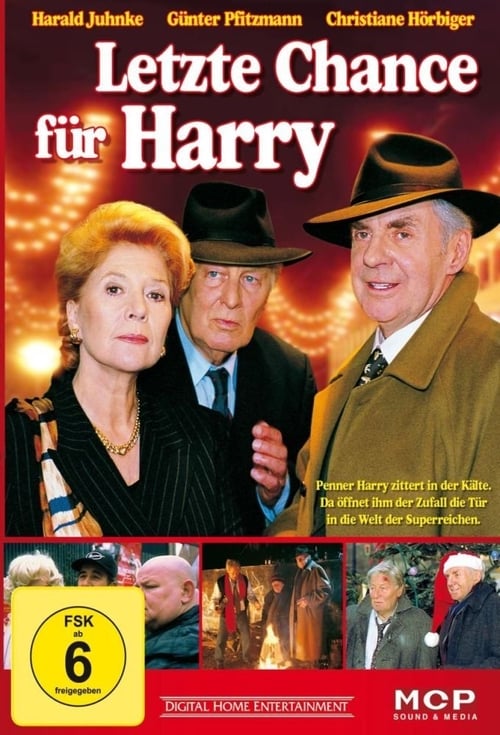 Harald Juhnke Günter Pfitzmann Christiane Hörbiger
Letzte Chance
für Harry
Penner Harry zittert in der Kälte.
Da öffnet ihm der Zufall die Tür
in die Welt der Superreichen.
FSK
ab
6
freigegeben
DIGITAL HOME ENTERTAINMENT
MCP
SOUND & MEDIA